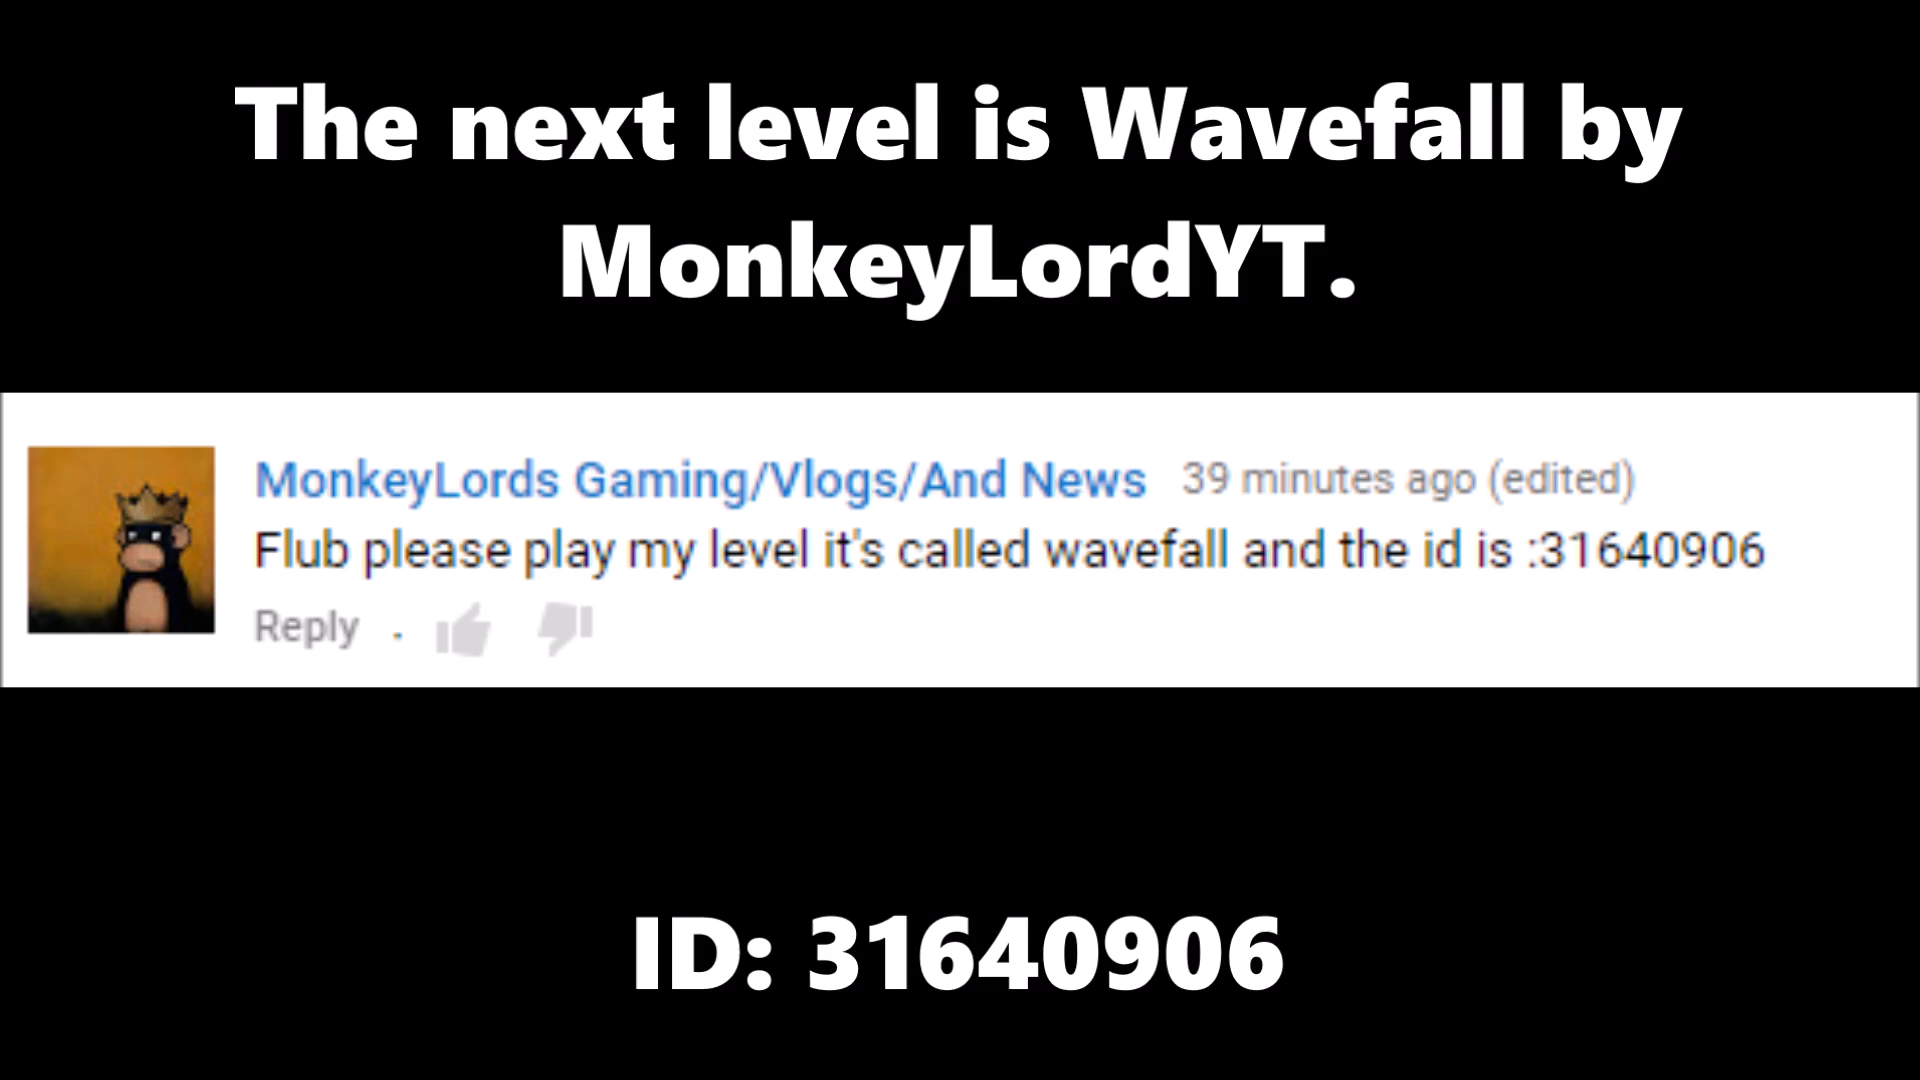 The next level is Wavefall by
MonkeyLordYT.
MonkeyLords Gaming/Vlogs/And News 39 minutes ago (edited)
Flub please play my level it's called wavefall and the id is :31640906
Reply .
ID: 31640906